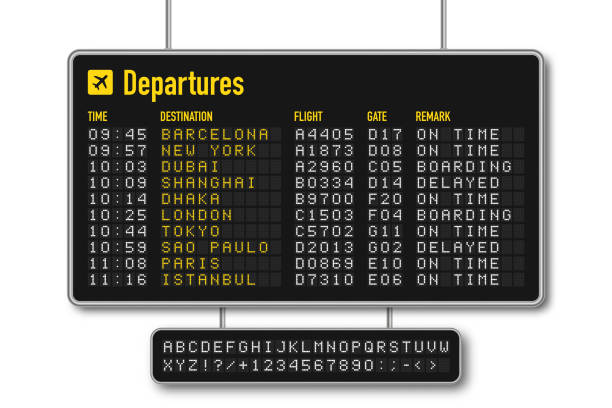 Departures
TIME DESTINATION FLIGHT GATE REMARK
09:45 BARCELONA A4405 D17 ON TIME
09:57 NEW YORK A1873 D08 ON TIME
10:03 DUBAI A2960 C05 BOARDING
10:09 SHANGHAI B0334 D14 DELAYED
10:14 DHAKA B9700 F20 ON TIME
10:25 LONDON C1503 F04 BOARDING
10:44 TOKYO C5702 G11 ON TIME
10:59 SAO PAULO D2013 G02 DELAYED
11:08 PARIS D0869 E10 ON TIME
11:16 ISTANBUL D7310 E06 ON TIME
ABCDEFGHIJKLMNOPQRSTUVW
XYZ!?/+1234567890:;-<>